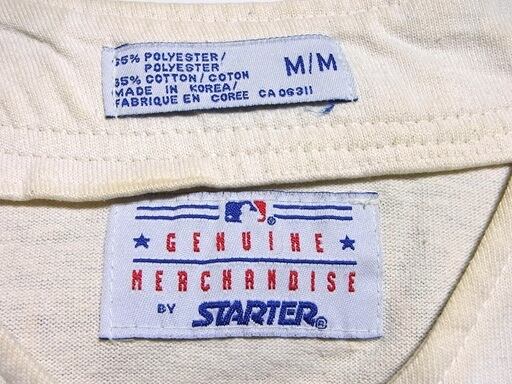 65% POLYESTER/
POLYESTER
35% COTTON/COTON
MADE IN KOREA/
FABRIQUE EN COREE CA 06311
M/M
GENUINE
MERCHANDISE
BY STARTER®